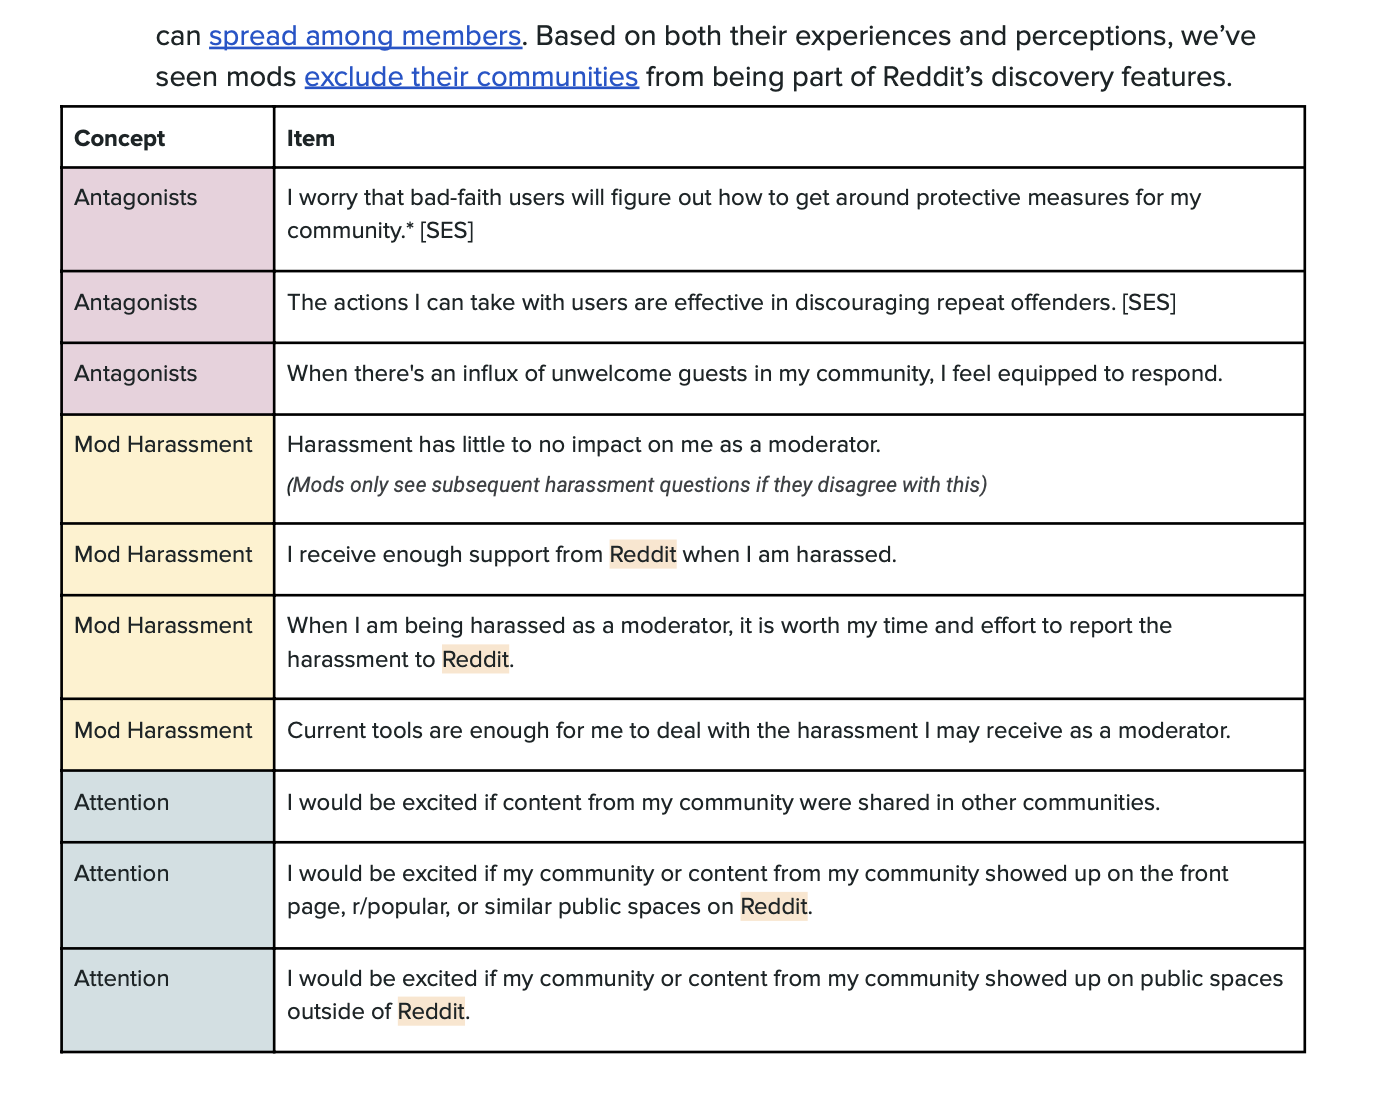 can spread among members. Based on both their experiences and perceptions, we’ve
seen mods exclude their communities from being part of Reddit’s discovery features.
Concept Item
Antagonists I worry that bad-faith users will figure out how to get around protective measures for my
community.* [SES]
Antagonists The actions I can take with users are effective in discouraging repeat offenders. [SES]
Antagonists When there's an influx of unwelcome guests in my community, I feel equipped to respond.
Mod Harassment Harassment has little to no impact on me as a moderator.
(Mods only see subsequent harassment questions if they disagree with this)
Mod Harassment I receive enough support from Reddit when I am harassed.
Mod Harassment When I am being harassed as a moderator, it is worth my time and effort to report the
harassment to Reddit.
Mod Harassment Current tools are enough for me to deal with the harassment I may receive as a moderator.
Attention I would be excited if content from my community were shared in other communities.
Attention I would be excited if my community or content from my community showed up on the front
page, r/popular, or similar public spaces on Reddit.
Attention I would be excited if my community or content from my community showed up on public spaces
outside of Reddit.